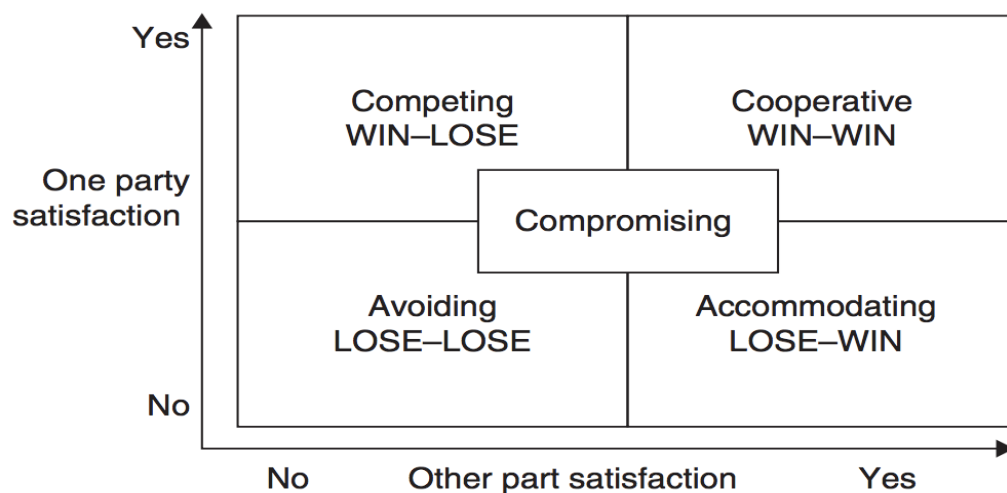 Yes
Competing
WIN–LOSE
Cooperative
WIN–WIN
One party
satisfaction
Compromising
Avoiding
LOSE–LOSE
Accommodating
LOSE–WIN
No
No
Other part satisfaction
Yes